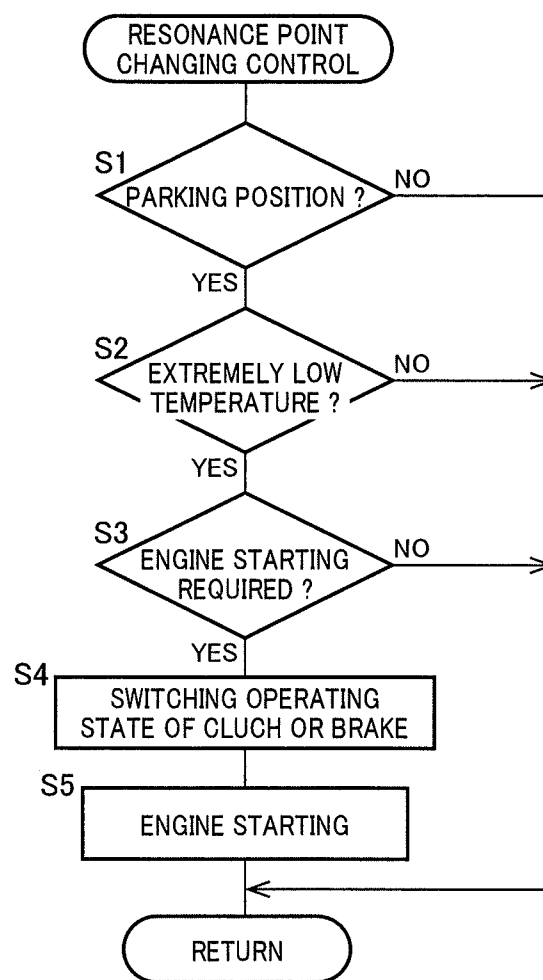 RESONANCE POINT
CHANGING CONTROL
S1
PARKING POSITION ?
NO
YES
S2
EXTREMELY LOW
TEMPERATURE ?
NO
YES
S3
ENGINE STARTING
REQUIRED ?
NO
YES
S4
SWITCHING OPERATING
STATE OF CLUCH OR BRAKE
S5
ENGINE STARTING
RETURN